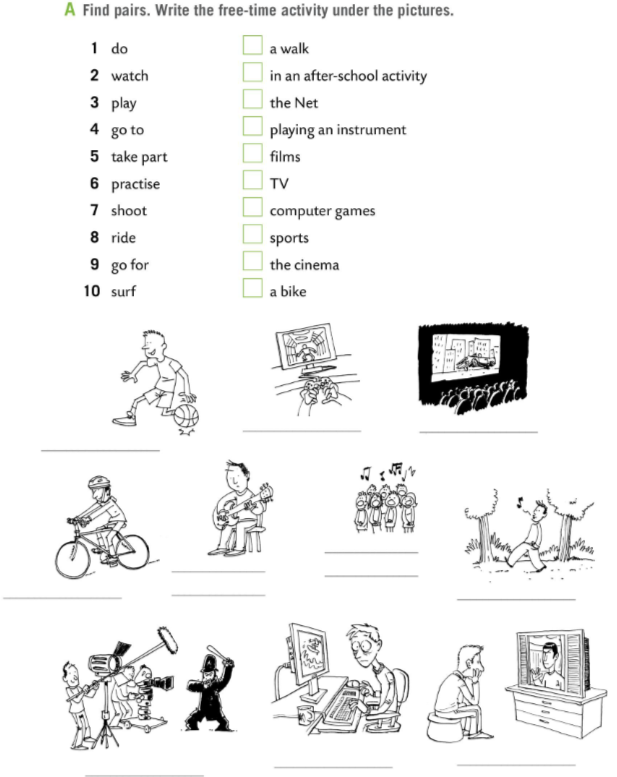 A Find pairs. Write the free-time activity under the pictures.
1 do a walk
2 watch in an after-school activity
3 play the Net
4 go to playing an instrument
5 take part films
6 practise TV
7 shoot computer games
8 ride sports
9 go for the cinema
10 surf a bike